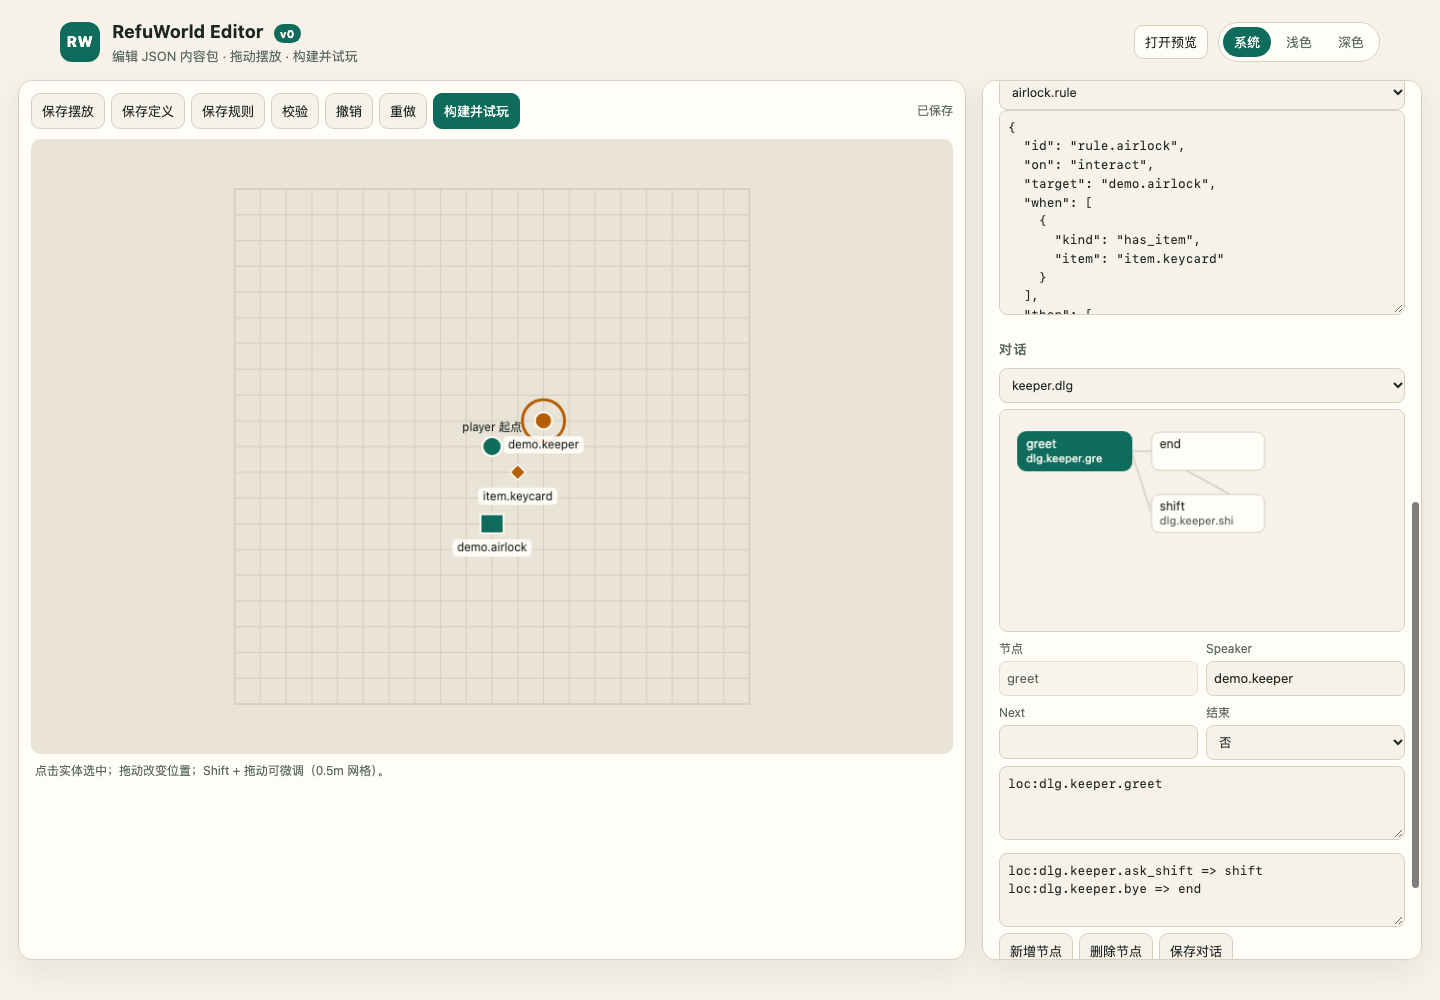 RW
RefuWorld Editor v0
编辑 JSON 内容包 · 拖动摆放 · 构建并试玩
打开预览
系统
浅色
深色
保存摆放
保存定义
保存规则
校验
撤销
重做
构建并试玩
已保存
player 起点
demo.keeper
item.keycard
demo.airlock
点击实体选中；拖动改变位置；Shift + 拖动可微调（0.5m 网格）。
airlock.rule
{
"id": "rule.airlock",
"on": "interact",
"target": "demo.airlock",
"when": [
{
"kind": "has_item",
"item": "item.keycard"
}
],
"then": [
对话
keeper.dlg
greet
dlg.keeper.gre
end
shift
dlg.keeper.shi
节点
Speaker
greet
demo.keeper
Next
结束
否
loc:dlg.keeper.greet
loc:dlg.keeper.ask_shift => shift
loc:dlg.keeper.bye => end
新增节点
删除节点
保存对话